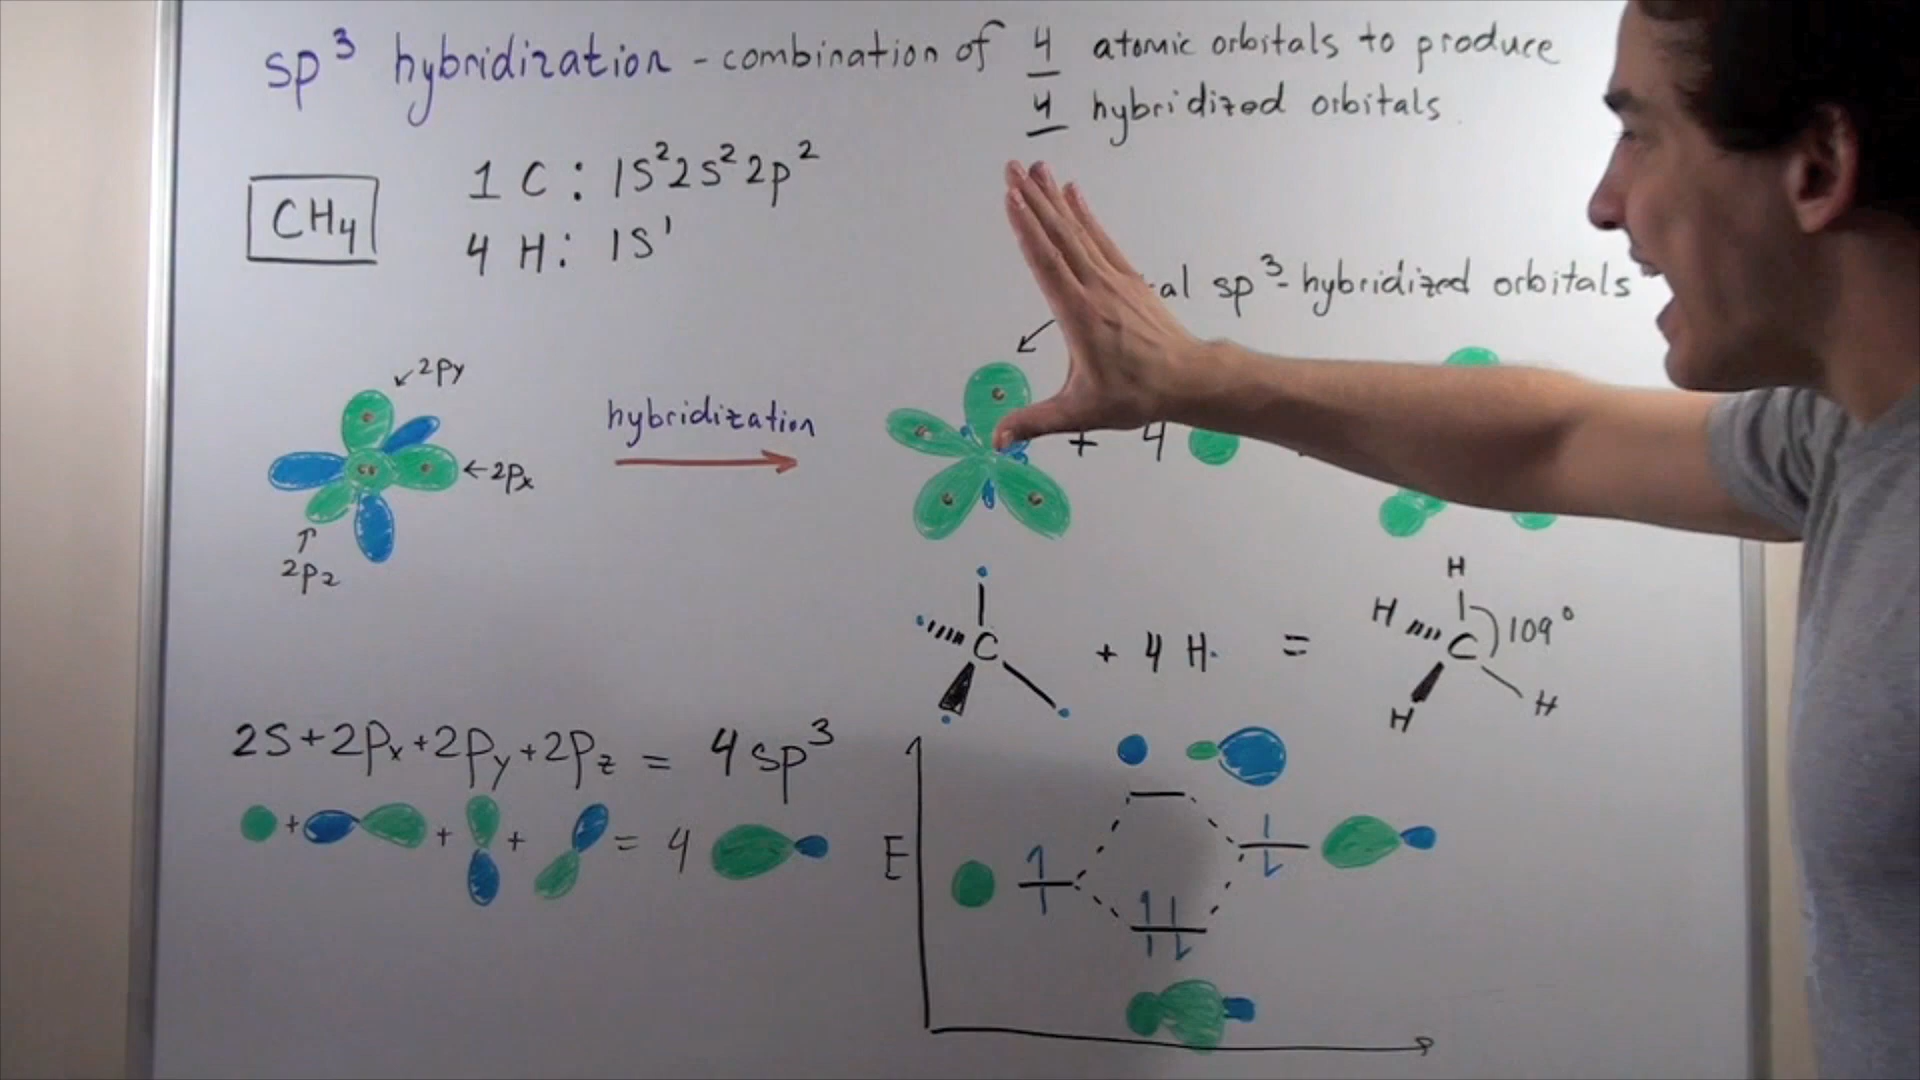 sp³ hybridization - combination of 4 atomic orbitals to produce
4 hybridized orbitals
CH₄
1 C : 1S² 2S² 2p²
4 H : 1S¹
sp³- hybridized orbitals
2py
hybridization
2px
2pz
+ 4
C + 4 H· =
H
H
C
109°
H
H
2S + 2px + 2py + 2pz = 4 sp³
+ + + = 4
E